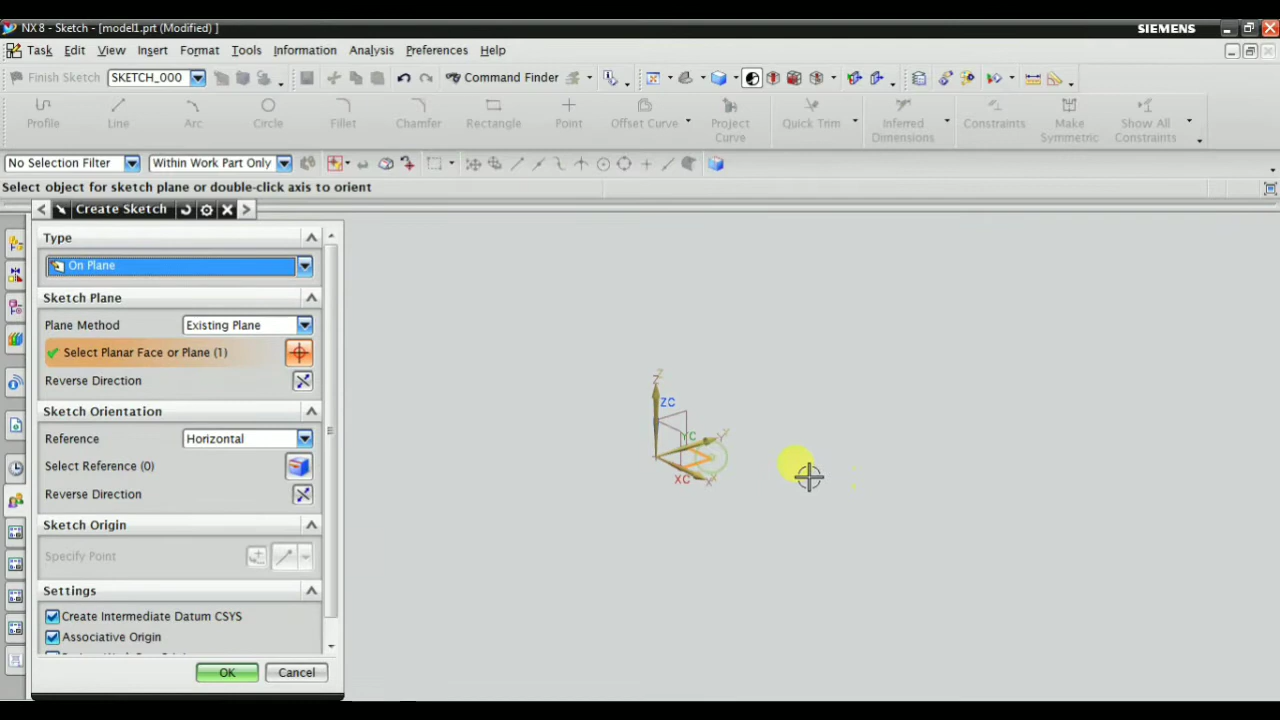 NX 8 - Sketch - [model1.prt (Modified) ]
SIEMENS
Task Edit View Insert Format Tools Information Analysis Preferences Help
Finish Sketch SKETCH_000 Command Finder
Profile Line Arc Circle Fillet Chamfer Rectangle Point Offset Curve Project Curve Quick Trim Inferred Dimensions Constraints Make Symmetric Show All Constraints
No Selection Filter Within Work Part Only
Select object for sketch plane or double-click axis to orient
Create Sketch
Type
On Plane
Sketch Plane
Plane Method Existing Plane
Select Planar Face or Plane (1)
Reverse Direction
Sketch Orientation
Reference Horizontal
Select Reference (0)
Reverse Direction
Sketch Origin
Specify Point
Settings
Create Intermediate Datum CSYS
Associative Origin
OK Cancel
Z
Z
ZC
YC
Y
Y
XC
X